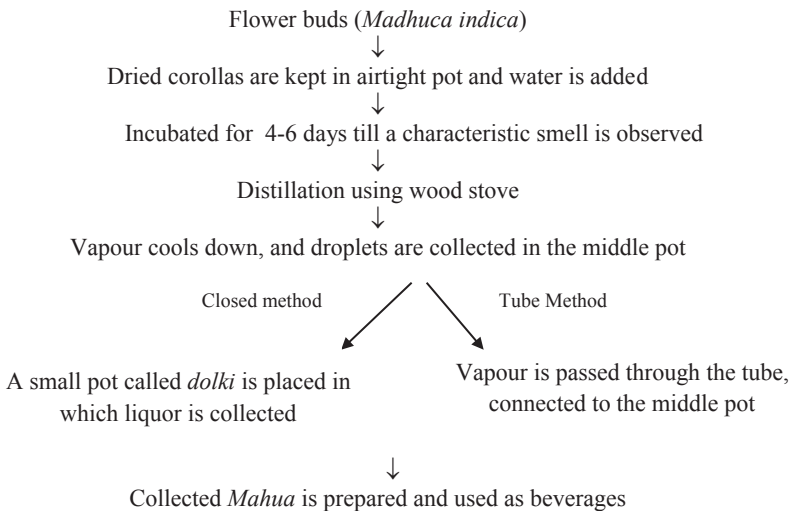 Flower buds (Madhuca indica)
↓
Dried corollas are kept in airtight pot and water is added
↓
Incubated for 4-6 days till a characteristic smell is observed
↓
Distillation using wood stove
↓
Vapour cools down, and droplets are collected in the middle pot
Closed method
Tube Method
A small pot called dolki is placed in
which liquor is collected
Vapour is passed through the tube,
connected to the middle pot
↓
Collected Mahua is prepared and used as beverages